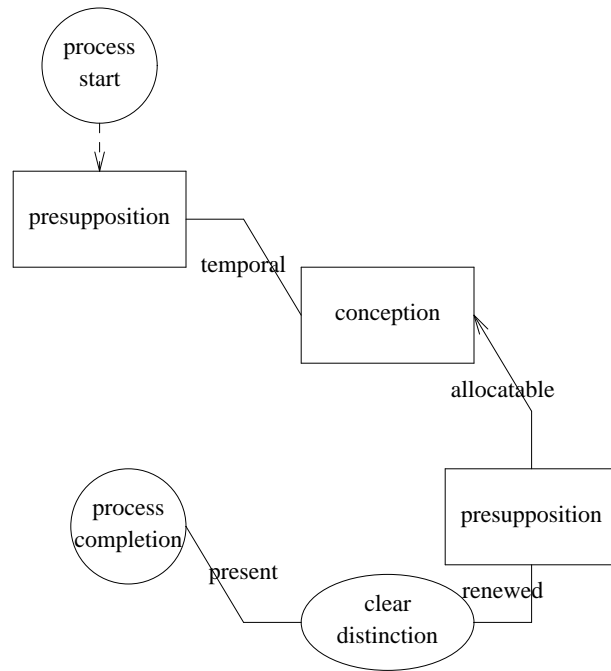 process
start
presupposition
temporal
conception
allocatable
presupposition
process
completion
present
renewed
clear
distinction